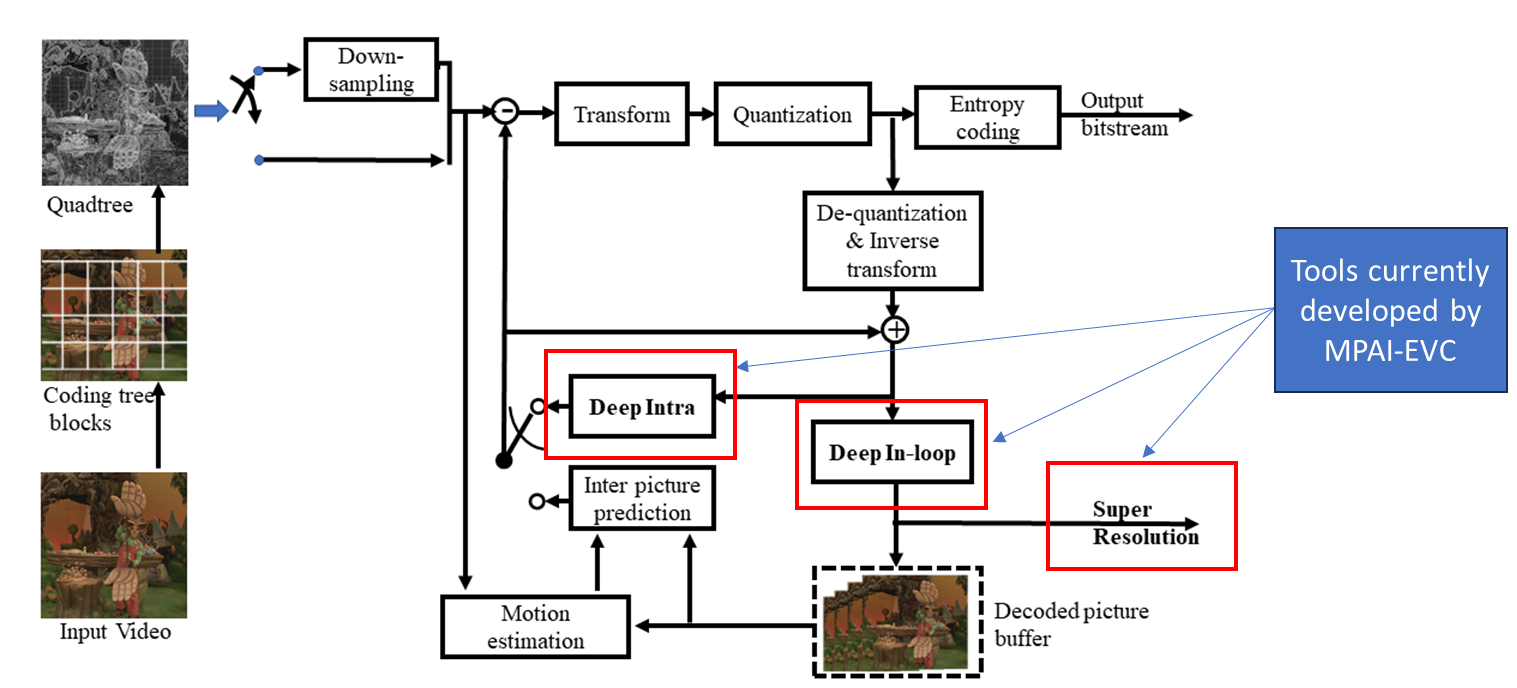 Down-
sampling
Transform
Quantization
Entropy
coding
Output
bitstream
Quadtree
De-quantization
& Inverse
transform
Tools currently
developed by
MPAI-EVC
Coding tree
blocks
Deep Intra
Deep In-loop
Inter picture
prediction
Super
Resolution
Input Video
Motion
estimation
Decoded picture
buffer
-
+